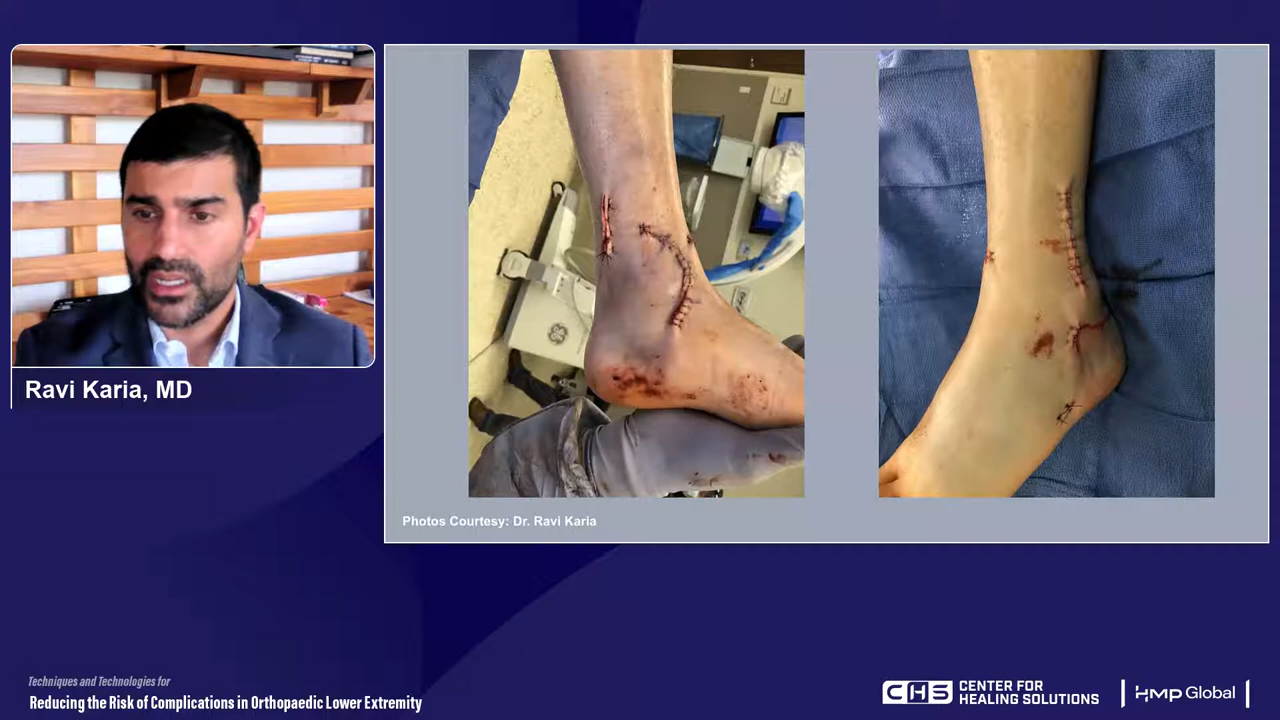 Ravi Karia, MD
Photos Courtesy: Dr. Ravi Karia
Techniques and Technologies for
Reducing the Risk of Complications in Orthopaedic Lower Extremity
CHS CENTER FOR
HEALING SOLUTIONS
HMP Global